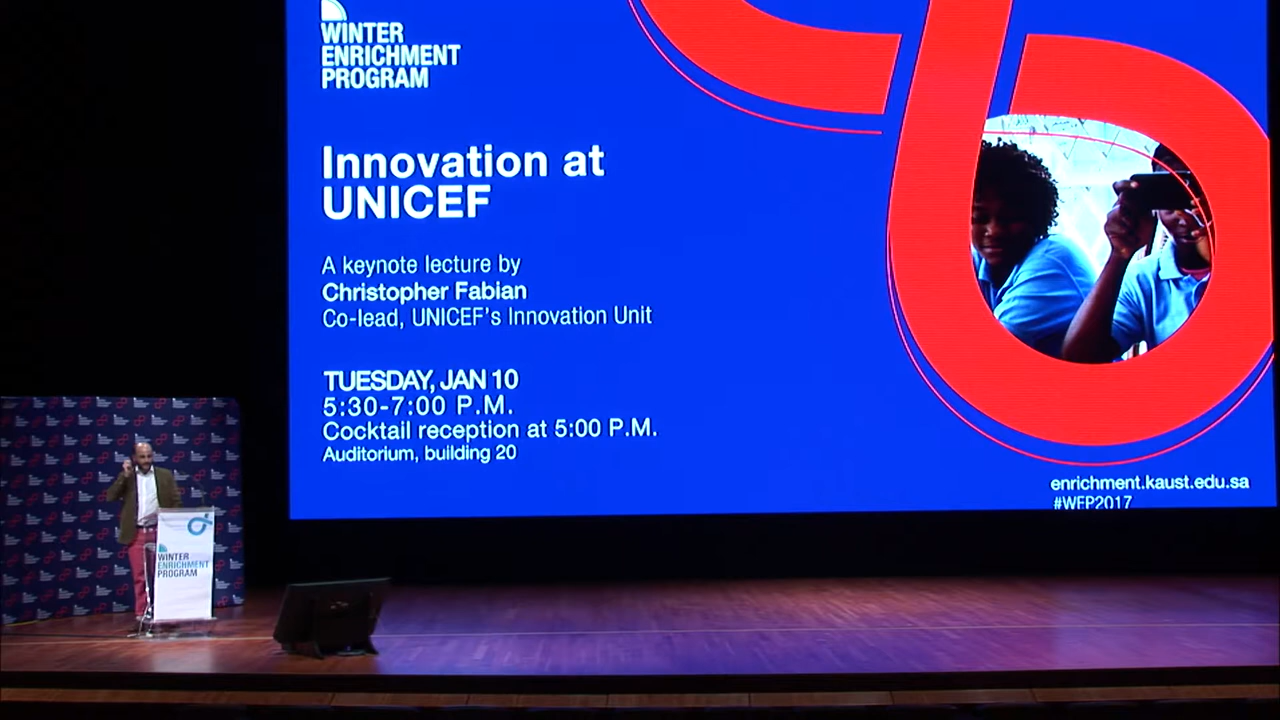 WINTER
ENRICHMENT
PROGRAM
Innovation at
UNICEF
A keynote lecture by
Christopher Fabian
Co-lead, UNICEF's Innovation Unit
TUESDAY, JAN 10
5:30-7:00 P.M.
Cocktail reception at 5:00 P.M.
Auditorium, building 20
enrichment.kaust.edu.sa
#WEP2017
WINTER
ENRICHMENT
PROGRAM